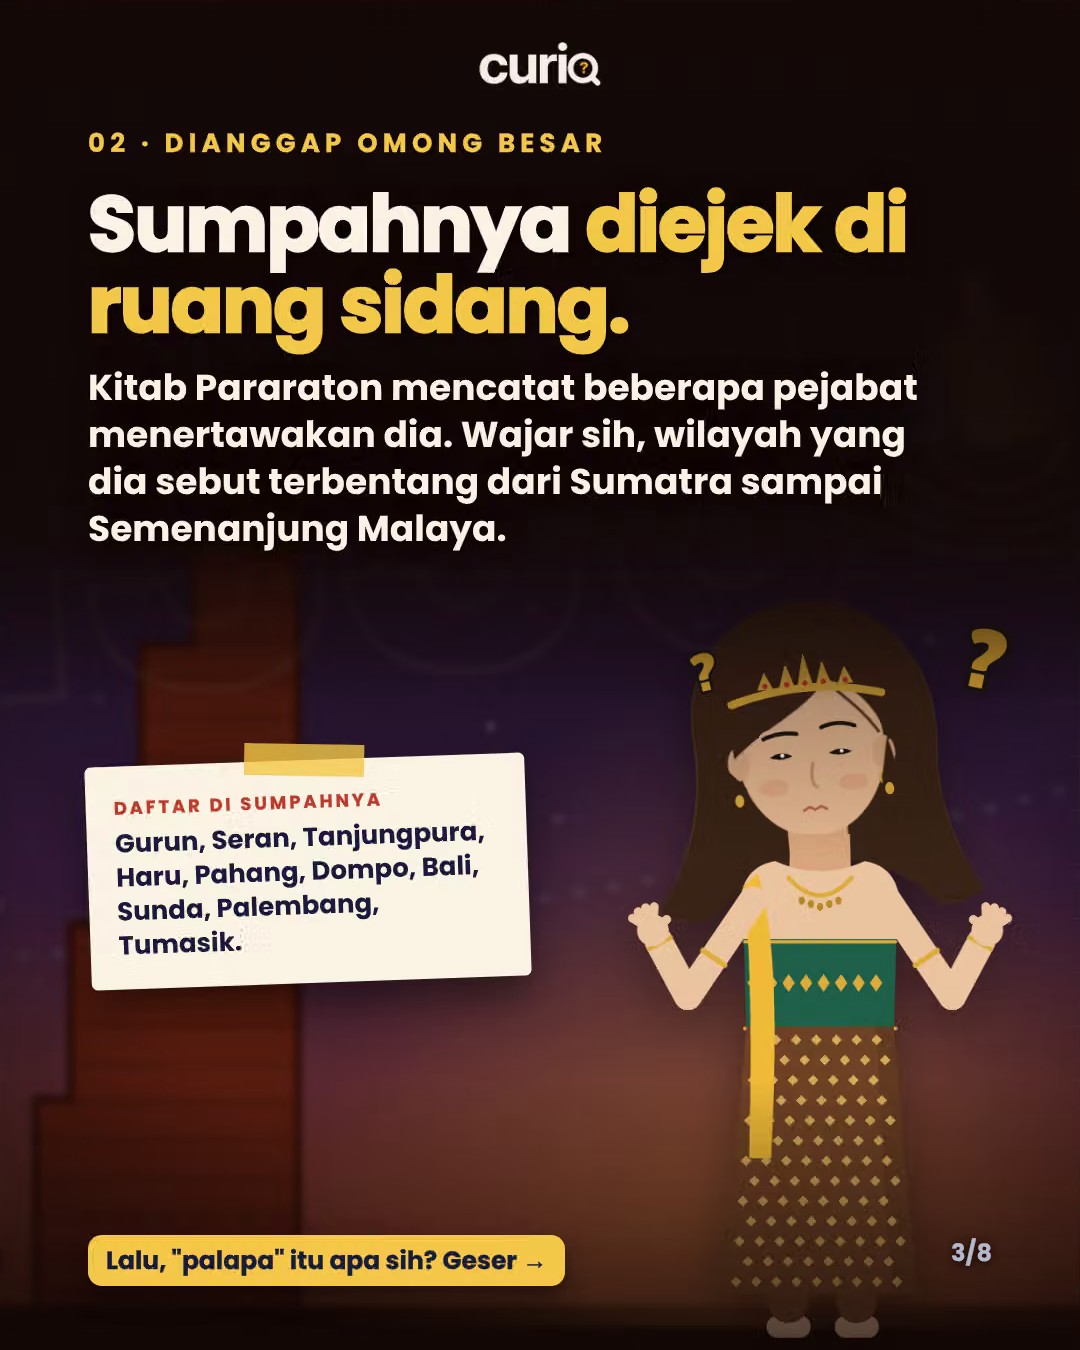 curiQ
02 · DIANGGAP OMONG BESAR
Sumpahnya diejek di
ruang sidang.
Kitab Pararaton mencatat beberapa pejabat
menertawakan dia. Wajar sih, wilayah yang
dia sebut terbentang dari Sumatra sampai
Semenanjung Malaya.
?
?
DAFTAR DI SUMPAHNYA
Gurun, Seran, Tanjungpura,
Haru, Pahang, Dompo, Bali,
Sunda, Palembang,
Tumasik.
Lalu, "palapa" itu apa sih? Geser →
3/8